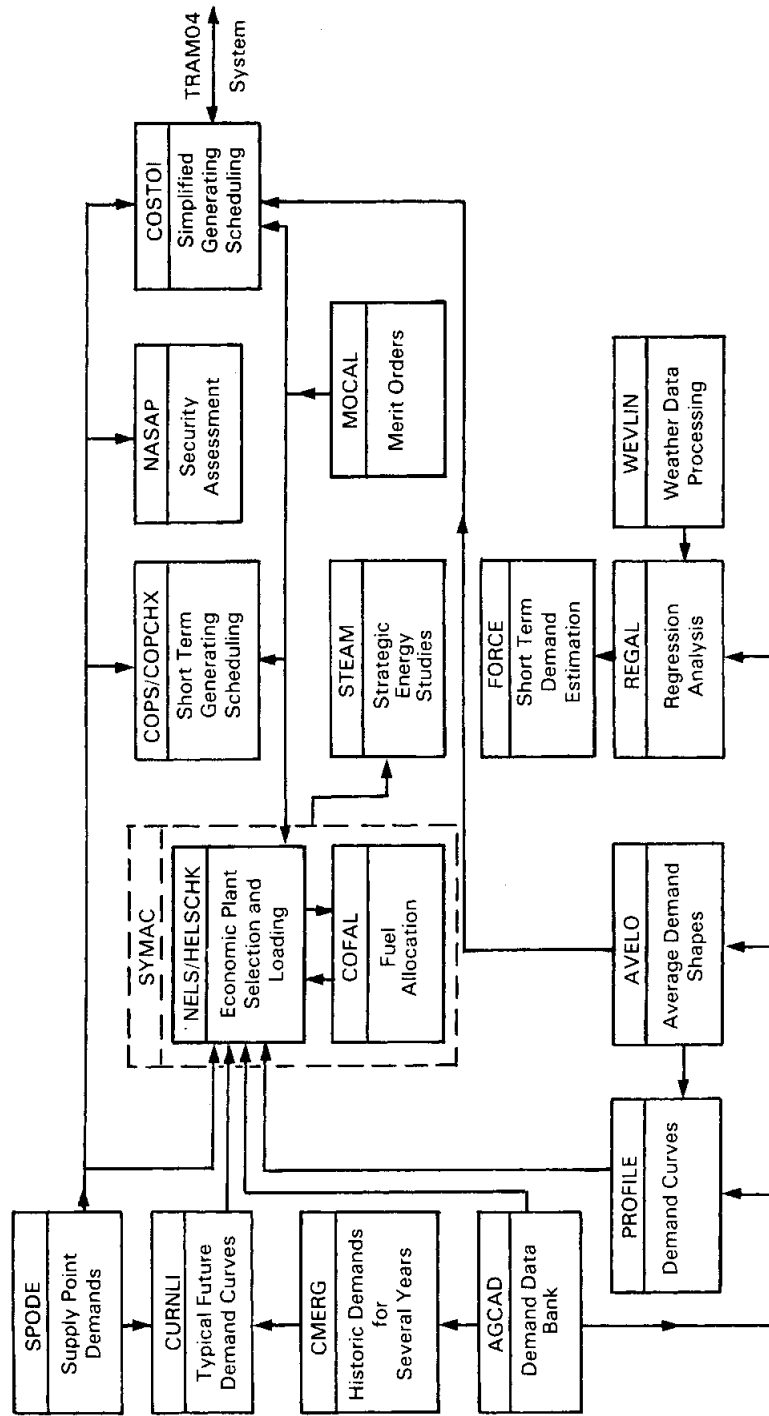 SPODE
Supply Point
Demands
CURNLI
Typical Future
Demand Curves
CMERG
Historic Demands
for
Several Years
AGCAD
Demand Data
Bank
SYMAC
NELS/HELSCHK
Economic Plant
Selection and
Loading
COFAL
Fuel
Allocation
PROFILE
Demand Curves
AVELO
Average Demand
Shapes
COPS/COPCHX
Short Term
Generating
Scheduling
STEAM
Strategic
Energy
Studies
FORCE
Short Term
Demand
Estimation
REGAL
Regression
Analysis
NASAP
Security
Assessment
MOCAL
Merit Orders
WEVLIN
Weather Data
Processing
COSTOI
Simplified
Generating
Scheduling
TRAM04
System